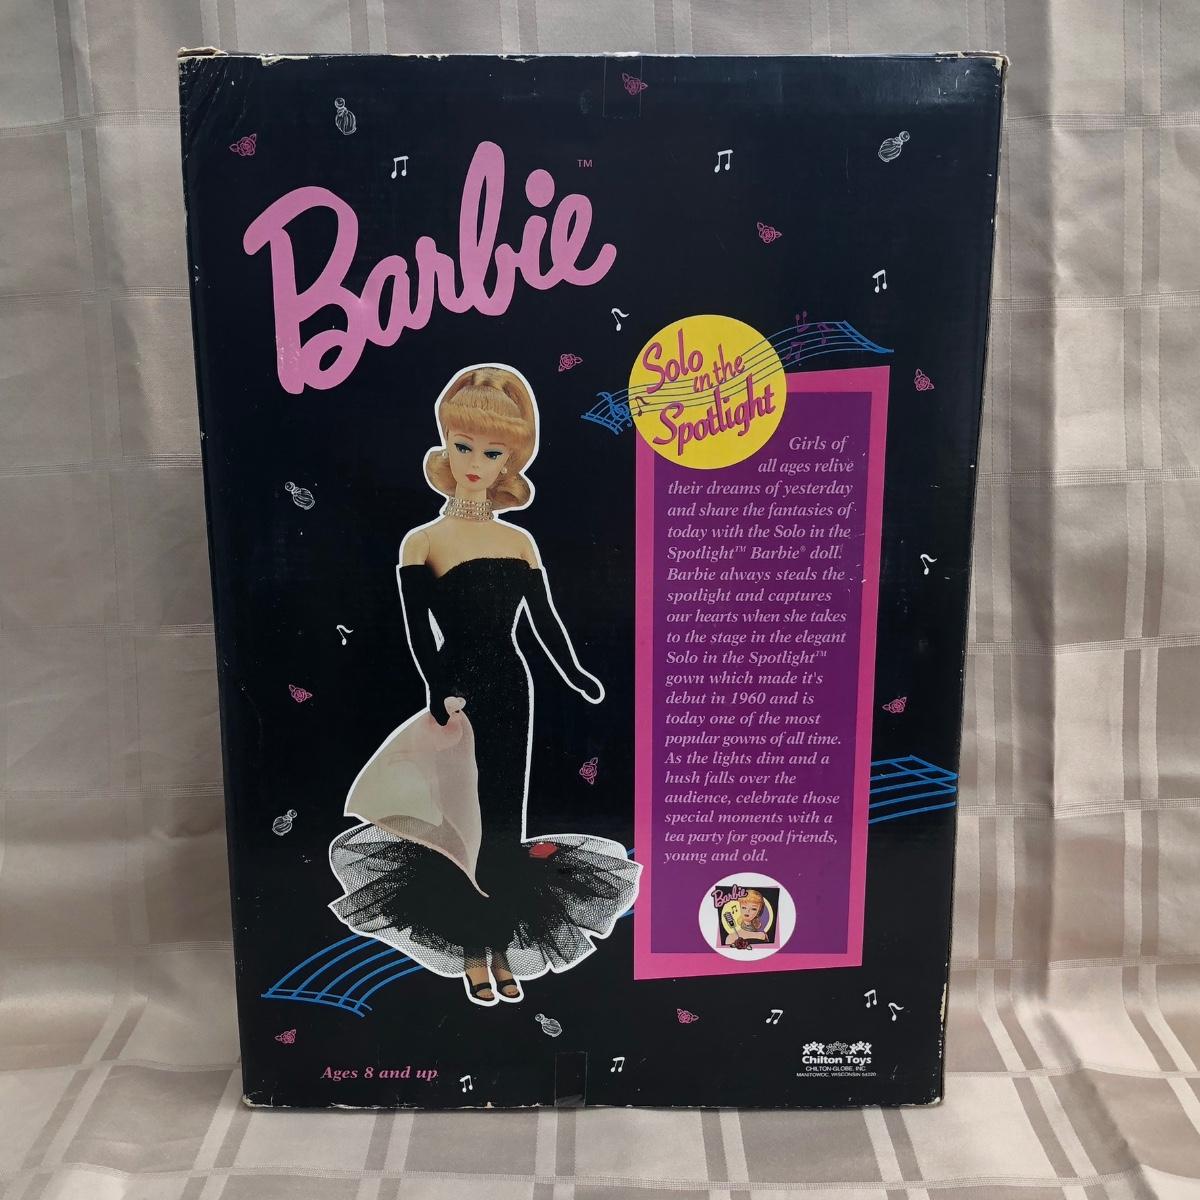 Barbie™
Solo
in the
Spotlight
Girls of
all ages relive
their dreams of yesterday
and share the fantasies of
today with the Solo in the
Spotlight™ Barbie® doll.
Barbie always steals the
spotlight and captures
our hearts when she takes
to the stage in the elegant
Solo in the Spotlight™
gown which made it's
debut in 1960 and is
today one of the most
popular gowns of all time.
As the lights dim and a
hush falls over the
audience, celebrate those
special moments with a
tea party for good friends,
young and old.
Barbie
Ages 8 and up
Chilton Toys
CHILTON-GLOBE, INC
MANITOWOC, WISCONSIN 54220